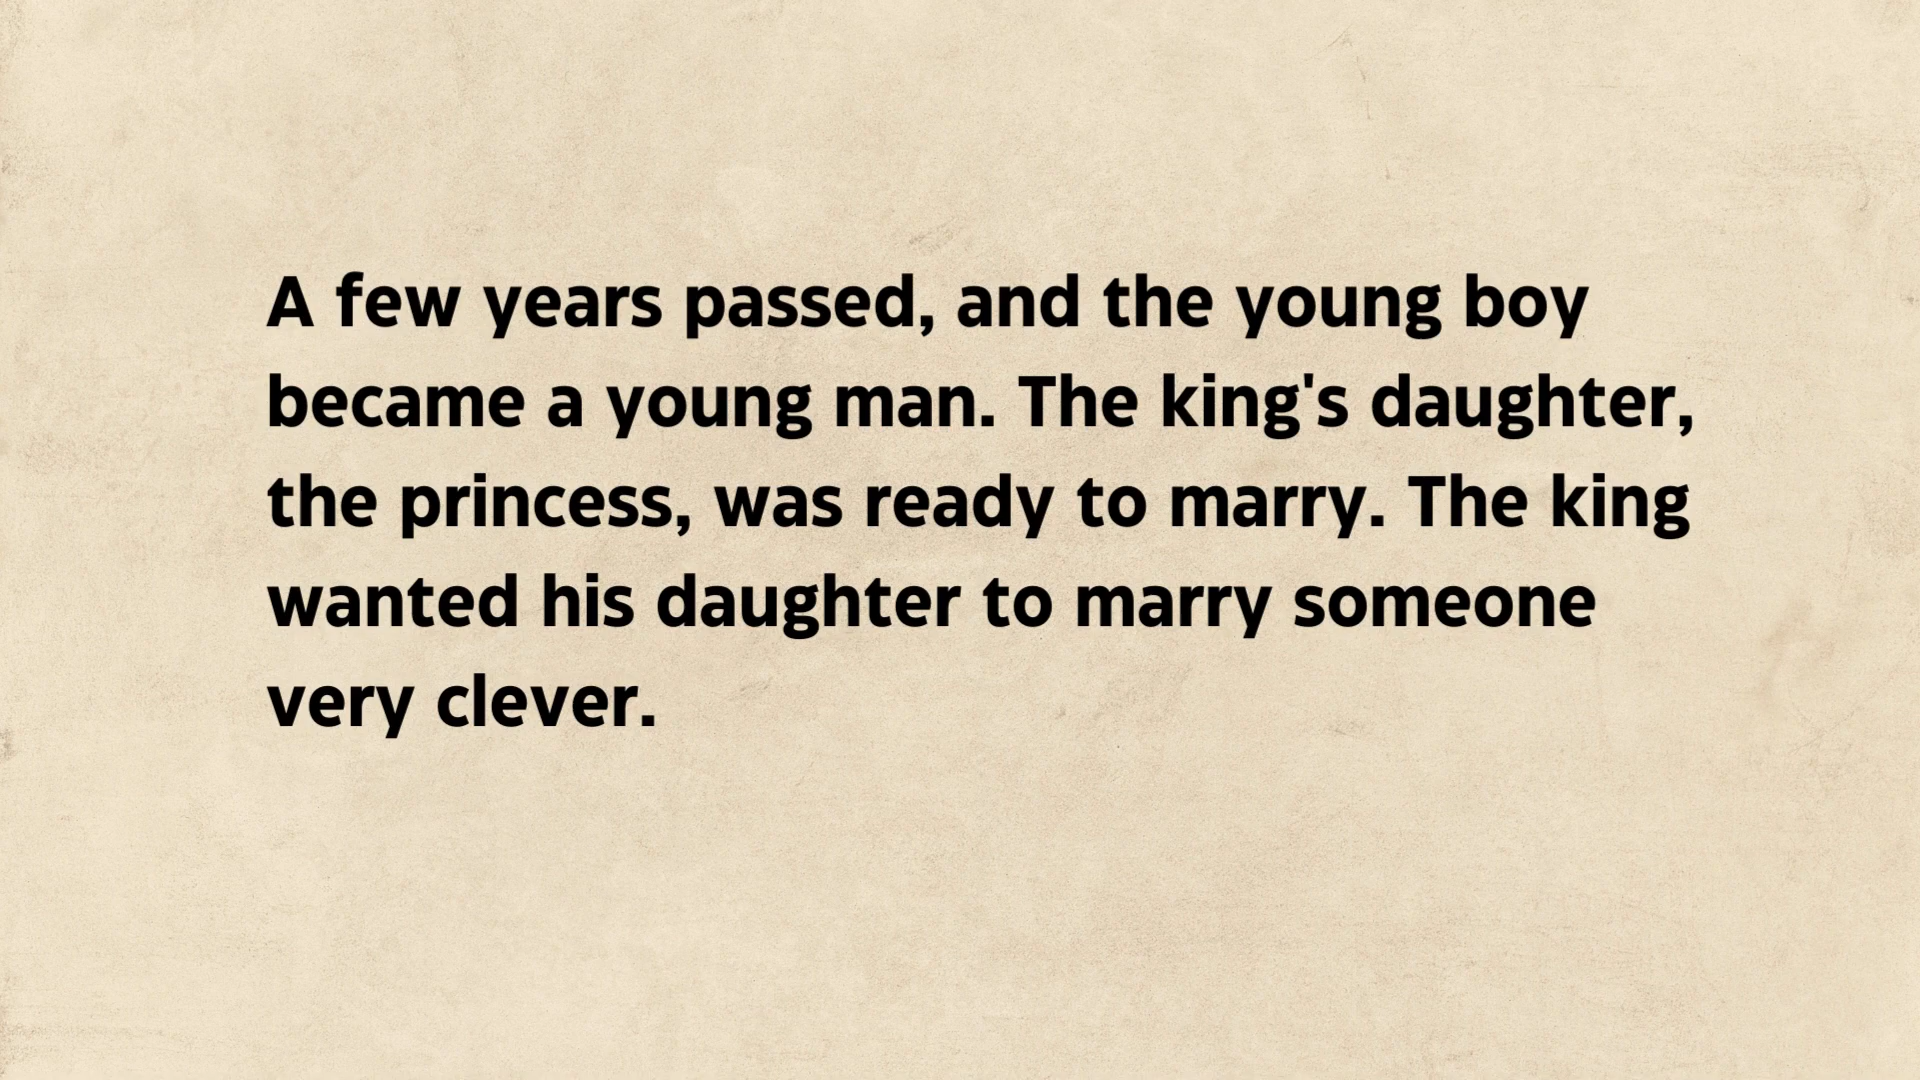 A few years passed, and the young boy
became a young man. The king's daughter,
the princess, was ready to marry. The king
wanted his daughter to marry someone
very clever.